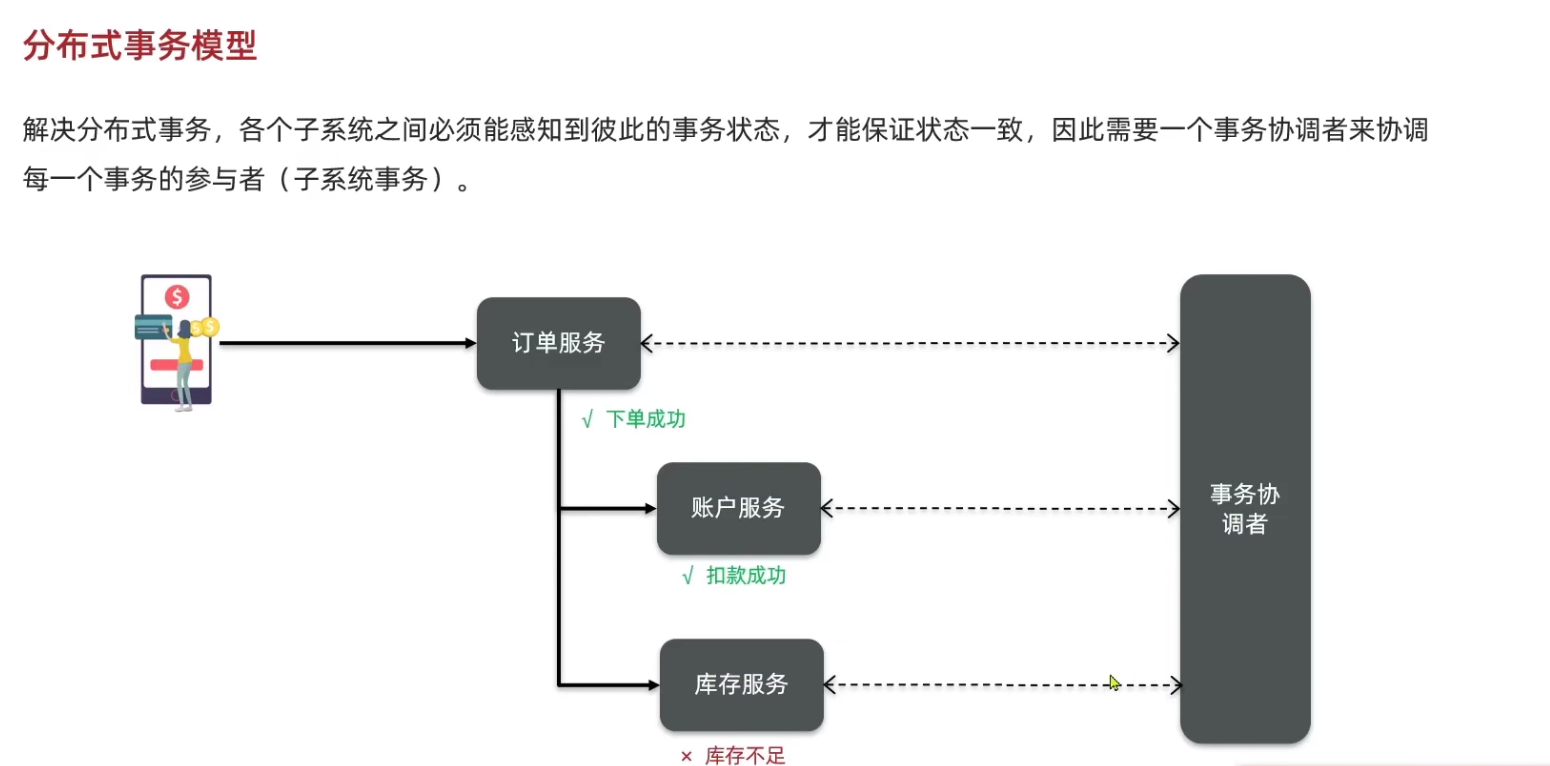 分布式事务模型
解决分布式事务，各个子系统之间必须能感知到彼此的事务状态，才能保证状态一致，因此需要一个事务协调者来协调
每一个事务的参与者（子系统事务）。
$
$
$
订单服务
√ 下单成功
账户服务
√ 扣款成功
事务协
调者
库存服务
× 库存不足